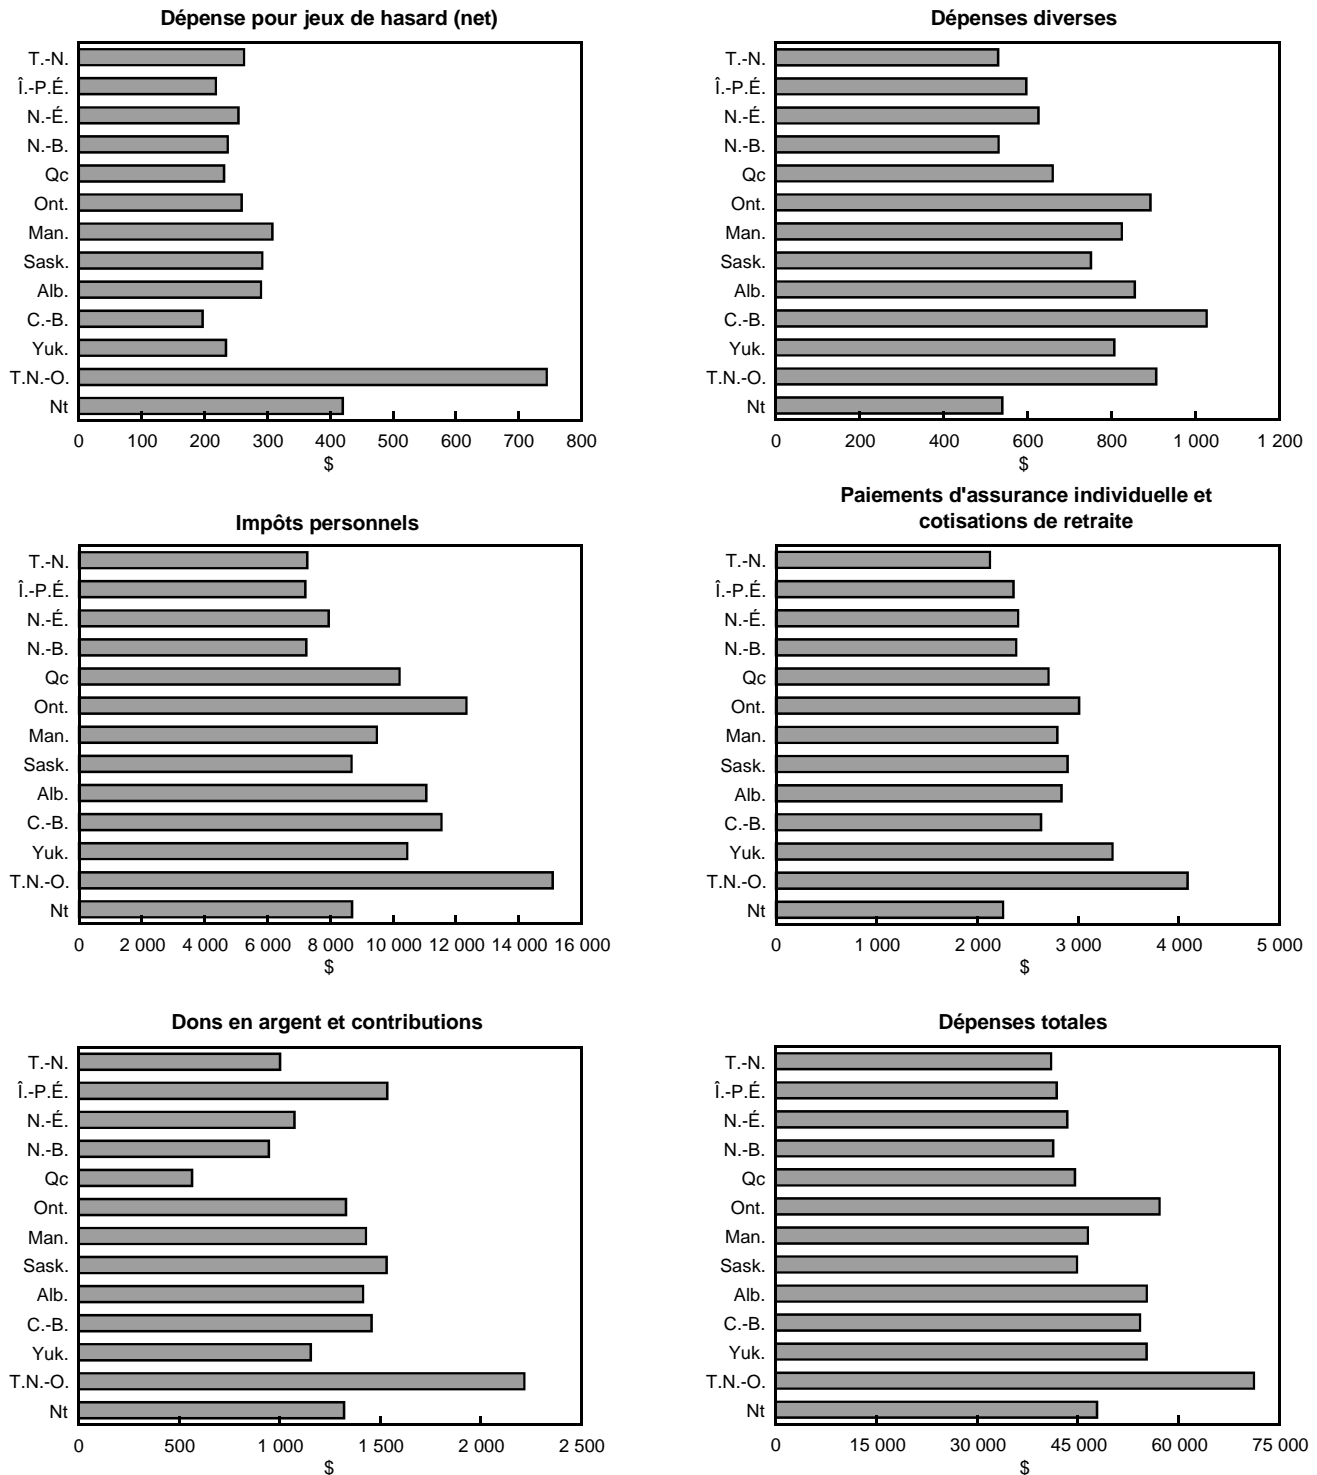 Dépense pour jeux de hasard (net)
T.-N.
Î.-P.É.
N.-É.
N.-B.
Qc
Ont.
Man.
Sask.
Alb.
C.-B.
Yuk.
T.N.-O.
Nt
0 100 200 300 400 500 600 700 800
$
Dépenses diverses
T.-N.
Î.-P.É.
N.-É.
N.-B.
Qc
Ont.
Man.
Sask.
Alb.
C.-B.
Yuk.
T.N.-O.
Nt
0 200 400 600 800 1 000 1 200
$
Impôts personnels
T.-N.
Î.-P.É.
N.-É.
N.-B.
Qc
Ont.
Man.
Sask.
Alb.
C.-B.
Yuk.
T.N.-O.
Nt
0 2 000 4 000 6 000 8 000 10 000 12 000 14 000 16 000
$
Paiements d'assurance individuelle et
cotisations de retraite
T.-N.
Î.-P.É.
N.-É.
N.-B.
Qc
Ont.
Man.
Sask.
Alb.
C.-B.
Yuk.
T.N.-O.
Nt
0 1 000 2 000 3 000 4 000 5 000
$
Dons en argent et contributions
T.-N.
Î.-P.É.
N.-É.
N.-B.
Qc
Ont.
Man.
Sask.
Alb.
C.-B.
Yuk.
T.N.-O.
Nt
0 500 1 000 1 500 2 000 2 500
$
Dépenses totales
T.-N.
Î.-P.É.
N.-É.
N.-B.
Qc
Ont.
Man.
Sask.
Alb.
C.-B.
Yuk.
T.N.-O.
Nt
0 15 000 30 000 45 000 60 000 75 000
$